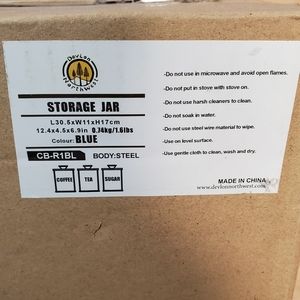 Devlon
Northwest
STORAGE JAR
L30.5xW11xH17cm
12.4x4.5x6.9in 0.74kg/1.6lbs
Colour: BLUE
CB-R1BL BODY:STEEL
COFFEE TEA SUGAR
-Do not use in microwave and avoid open flames.
-Do not put in stove with stove on.
-Do not use harsh cleaners to clean.
-Do not soak in water.
-Do not use steel wire material to wipe.
-Use on level surface.
-Use gentle cloth to clean, wash and dry.
MADE IN CHINA
www.devlonnorthwest.com